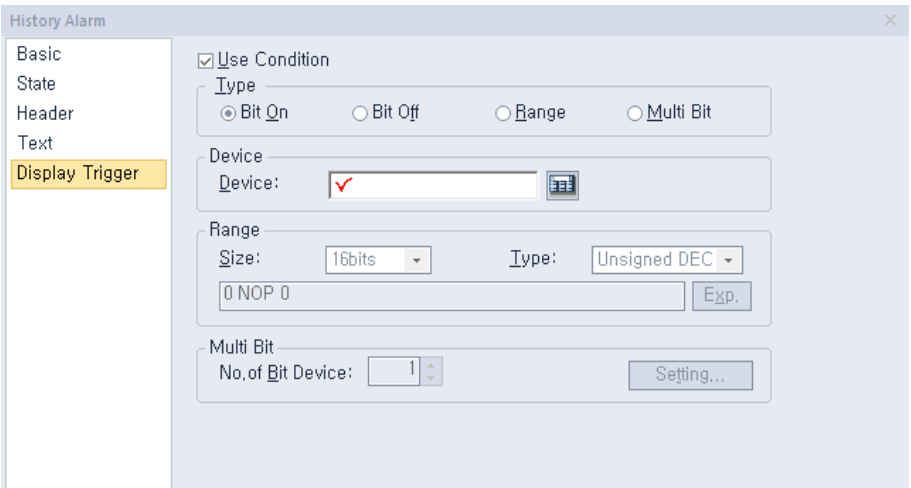 History Alarm
Basic
State
Header
Text
Display Trigger
Use Condition
Type
Bit On Bit Off Range Multi Bit
Device
Device:
Range
Size: 16bits Type: Unsigned DEC
0 NOP 0 Exp.
Multi Bit
No.of Bit Device: 1 Setting...